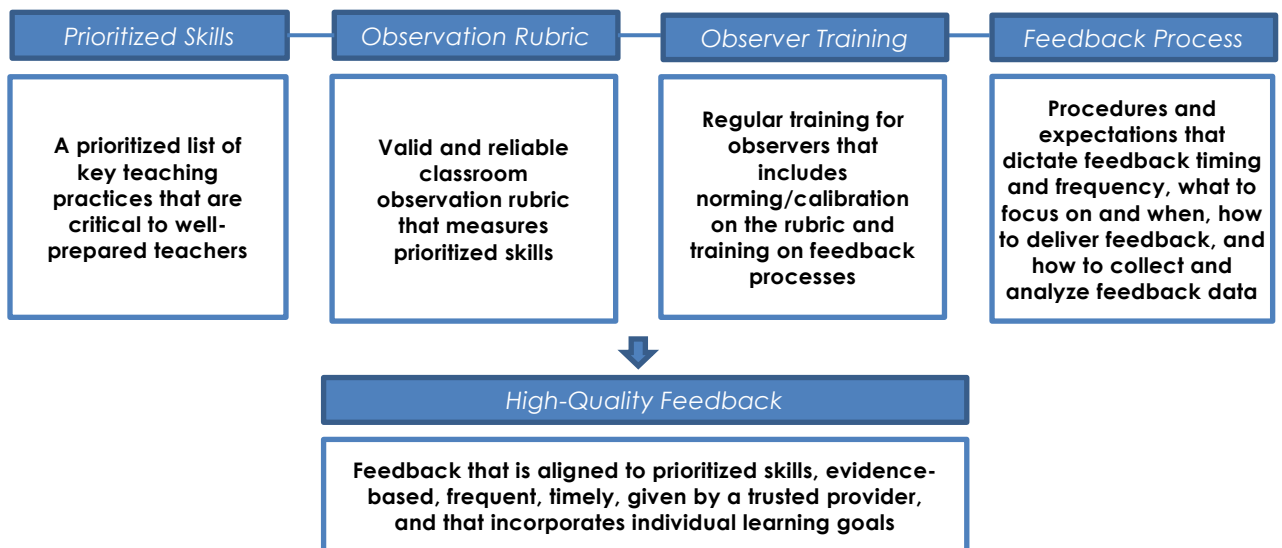 Prioritized Skills
Observation Rubric
Observer Training
Feedback Process
A prioritized list of
key teaching
practices that are
critical to well-
prepared teachers
Valid and reliable
classroom
observation rubric
that measures
prioritized skills
Regular training for
observers that
includes
norming/calibration
on the rubric and
training on feedback
processes
Procedures and
expectations that
dictate feedback timing
and frequency, what to
focus on and when, how
to deliver feedback, and
how to collect and
analyze feedback data
High-Quality Feedback
Feedback that is aligned to prioritized skills, evidence-
based, frequent, timely, given by a trusted provider,
and that incorporates individual learning goals